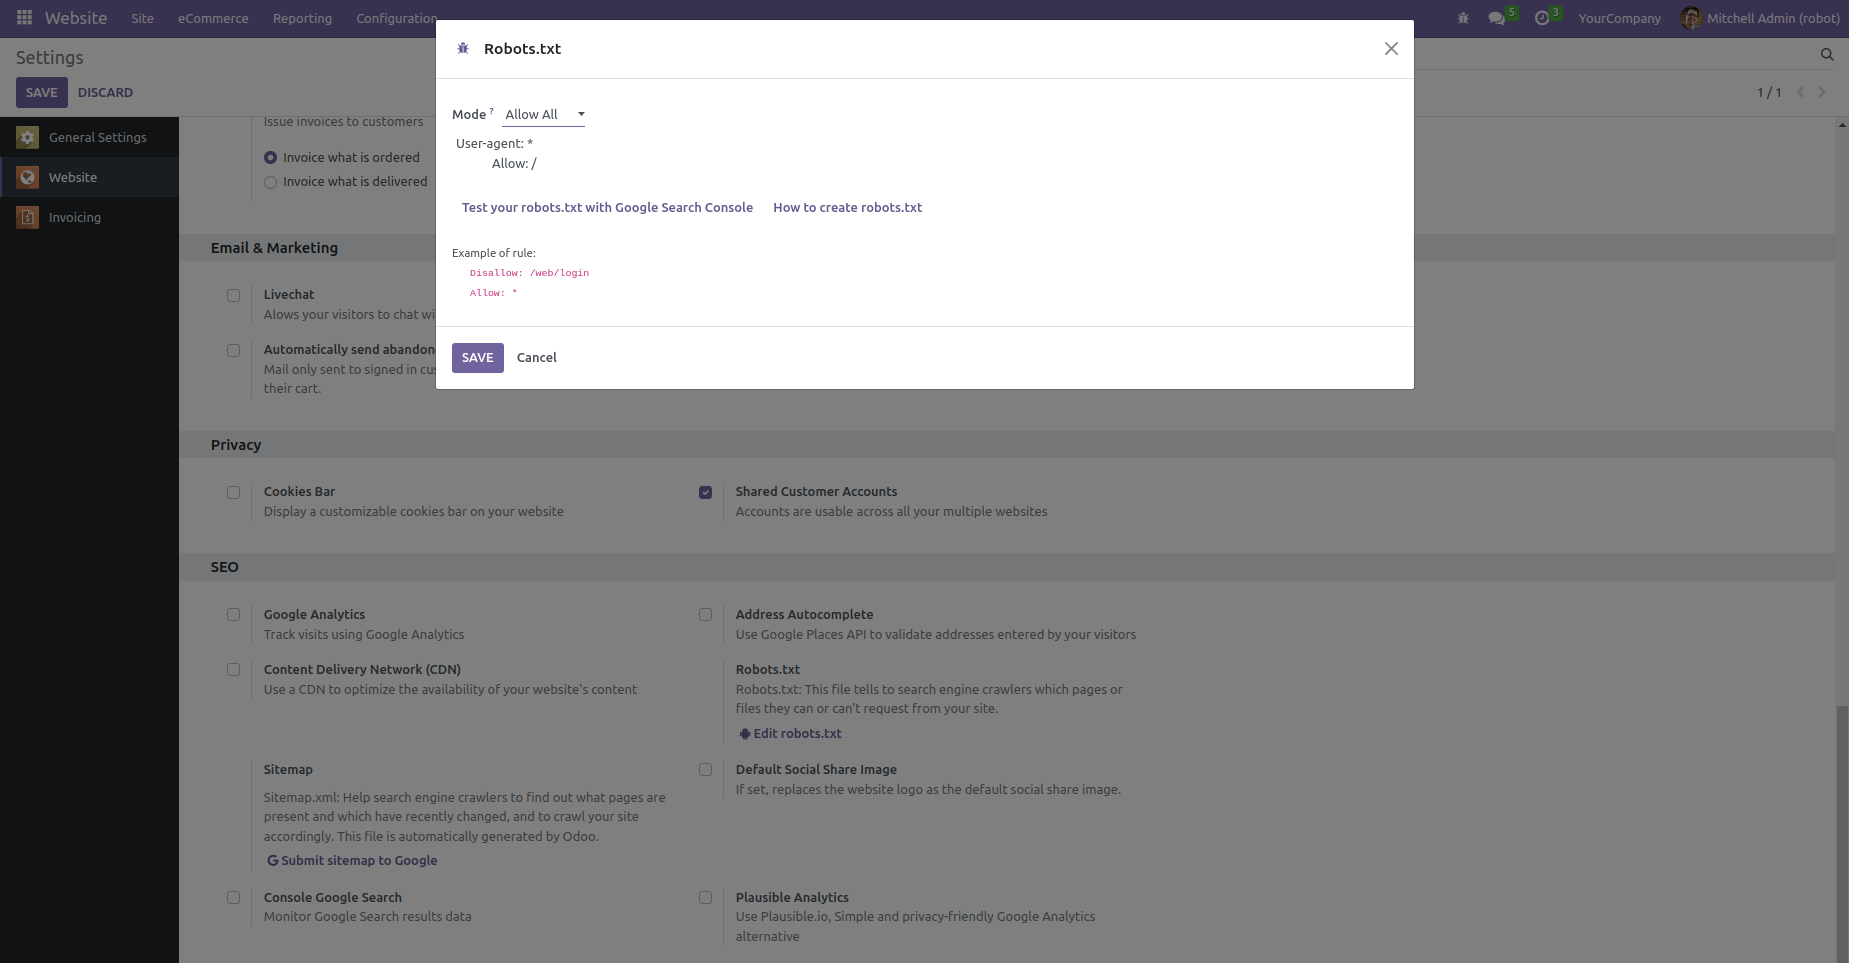 Website Site eCommerce Reporting Configuration 5 3 YourCompany Mitchell Admin (robot)
Settings
SAVE DISCARD
1 / 1
General Settings
Website
Invoicing
Robots.txt
Mode ? Allow All
User-agent: *
Allow: /
Test your robots.txt with Google Search Console How to create robots.txt
Example of rule:
Disallow: /web/login
Allow: *
SAVE Cancel
Issue invoices to customers
Invoice what is ordered
Invoice what is delivered
Email & Marketing
Livechat
Alows your visitors to chat wi
Automatically send abandon
Mail only sent to signed in cus
their cart.
Privacy
Cookies Bar
Display a customizable cookies bar on your website
Shared Customer Accounts
Accounts are usable across all your multiple websites
SEO
Google Analytics
Track visits using Google Analytics
Address Autocomplete
Use Google Places API to validate addresses entered by your visitors
Content Delivery Network (CDN)
Use a CDN to optimize the availability of your website's content
Robots.txt
Robots.txt: This file tells to search engine crawlers which pages or
files they can or can't request from your site.
Edit robots.txt
Sitemap
Sitemap.xml: Help search engine crawlers to find out what pages are
present and which have recently changed, and to crawl your site
accordingly. This file is automatically generated by Odoo.
Submit sitemap to Google
Default Social Share Image
If set, replaces the website logo as the default social share image.
Console Google Search
Monitor Google Search results data
Plausible Analytics
Use Plausible.io, Simple and privacy-friendly Google Analytics
alternative